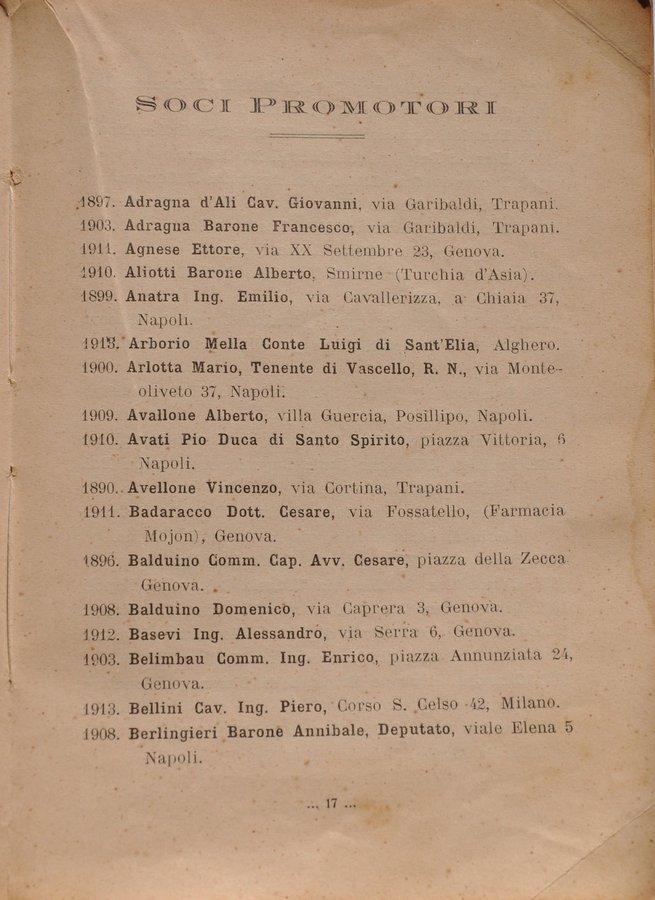 SOCI PROMOTORI
1897. Adragna d'Ali Cav. Giovanni, via Garibaldi, Trapani.
1903. Adragna Barone Francesco, via Garibaldi, Trapani.
1911. Agnese Ettore, via XX Settembre 23, Genova.
1910. Aliotti Barone Alberto, Smirne (Turchia d'Asia).
1899. Anatra Ing. Emilio, via Cavallerizza, a Chiaia 37,
Napoli.
Arborio Mella Conte Luigi di Sant'Elia, Alghero.
1900. Arlotta Mario, Tenente di Vascello, R. N., via Monte-
oliveto 37, Napoli.
1909. Avallone Alberto, villa Guercia, Posillipo, Napoli.
1910. Avati Pio Duca di Santo Spirito, piazza Vittoria, 6
Napoli.
1890. Avellone Vincenzo, via Cortina, Trapani.
1911. Badaracco Dott. Cesare, via Fossatello, (Farmacia
Mojon), Genova.
1896. Balduino Comm. Cap. Avv. Cesare, piazza della Zecca
Genova.
1908. Balduino Domenico, via Caprera 3, Genova.
1912. Basevi Ing. Alessandro, via Serra 6, Genova.
1903. Belimbau Comm. Ing. Enrico, piazza Annunziata 24,
Genova.
1913. Bellini Cav. Ing. Piero, Corso S. Celso 42, Milano.
1908. Berlingieri Barone Annibale, Deputato, viale Elena 5
Napoli.
... 17 ...